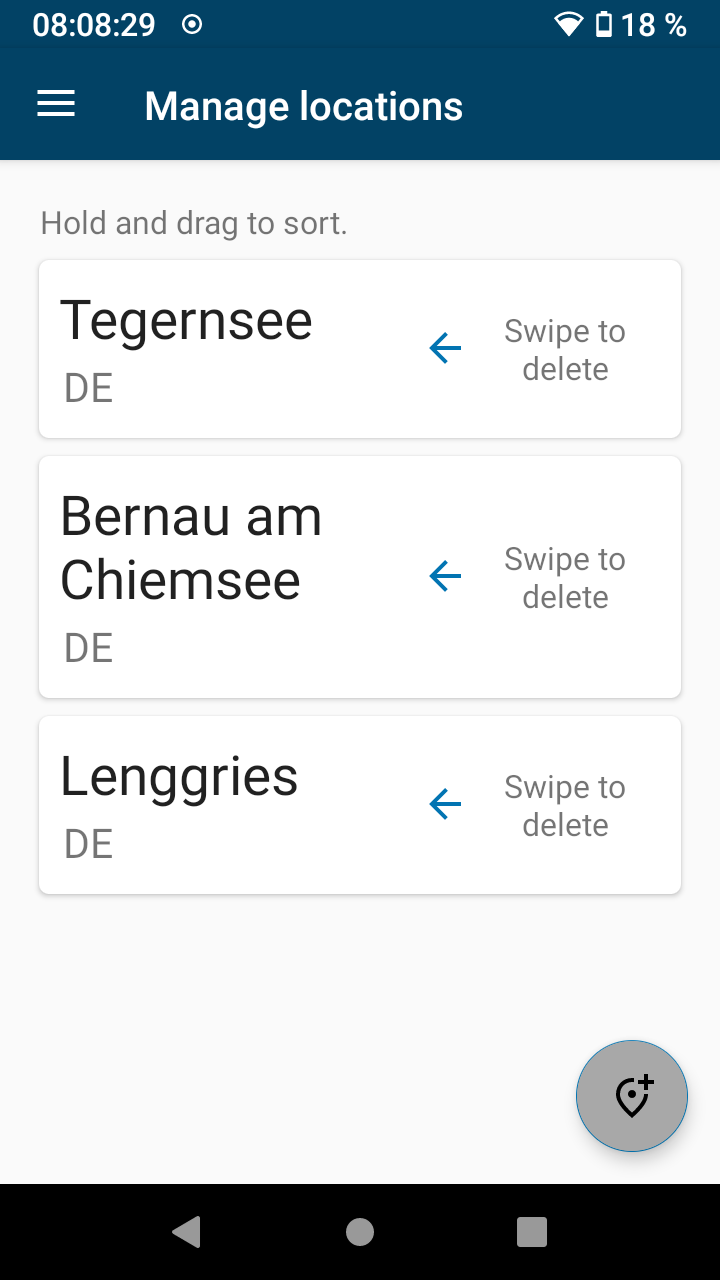 08:08:29 18 %
Manage locations
Hold and drag to sort.
Tegernsee
DE
Swipe to
delete
Bernau am
Chiemsee
DE
Swipe to
delete
Lenggries
DE
Swipe to
delete